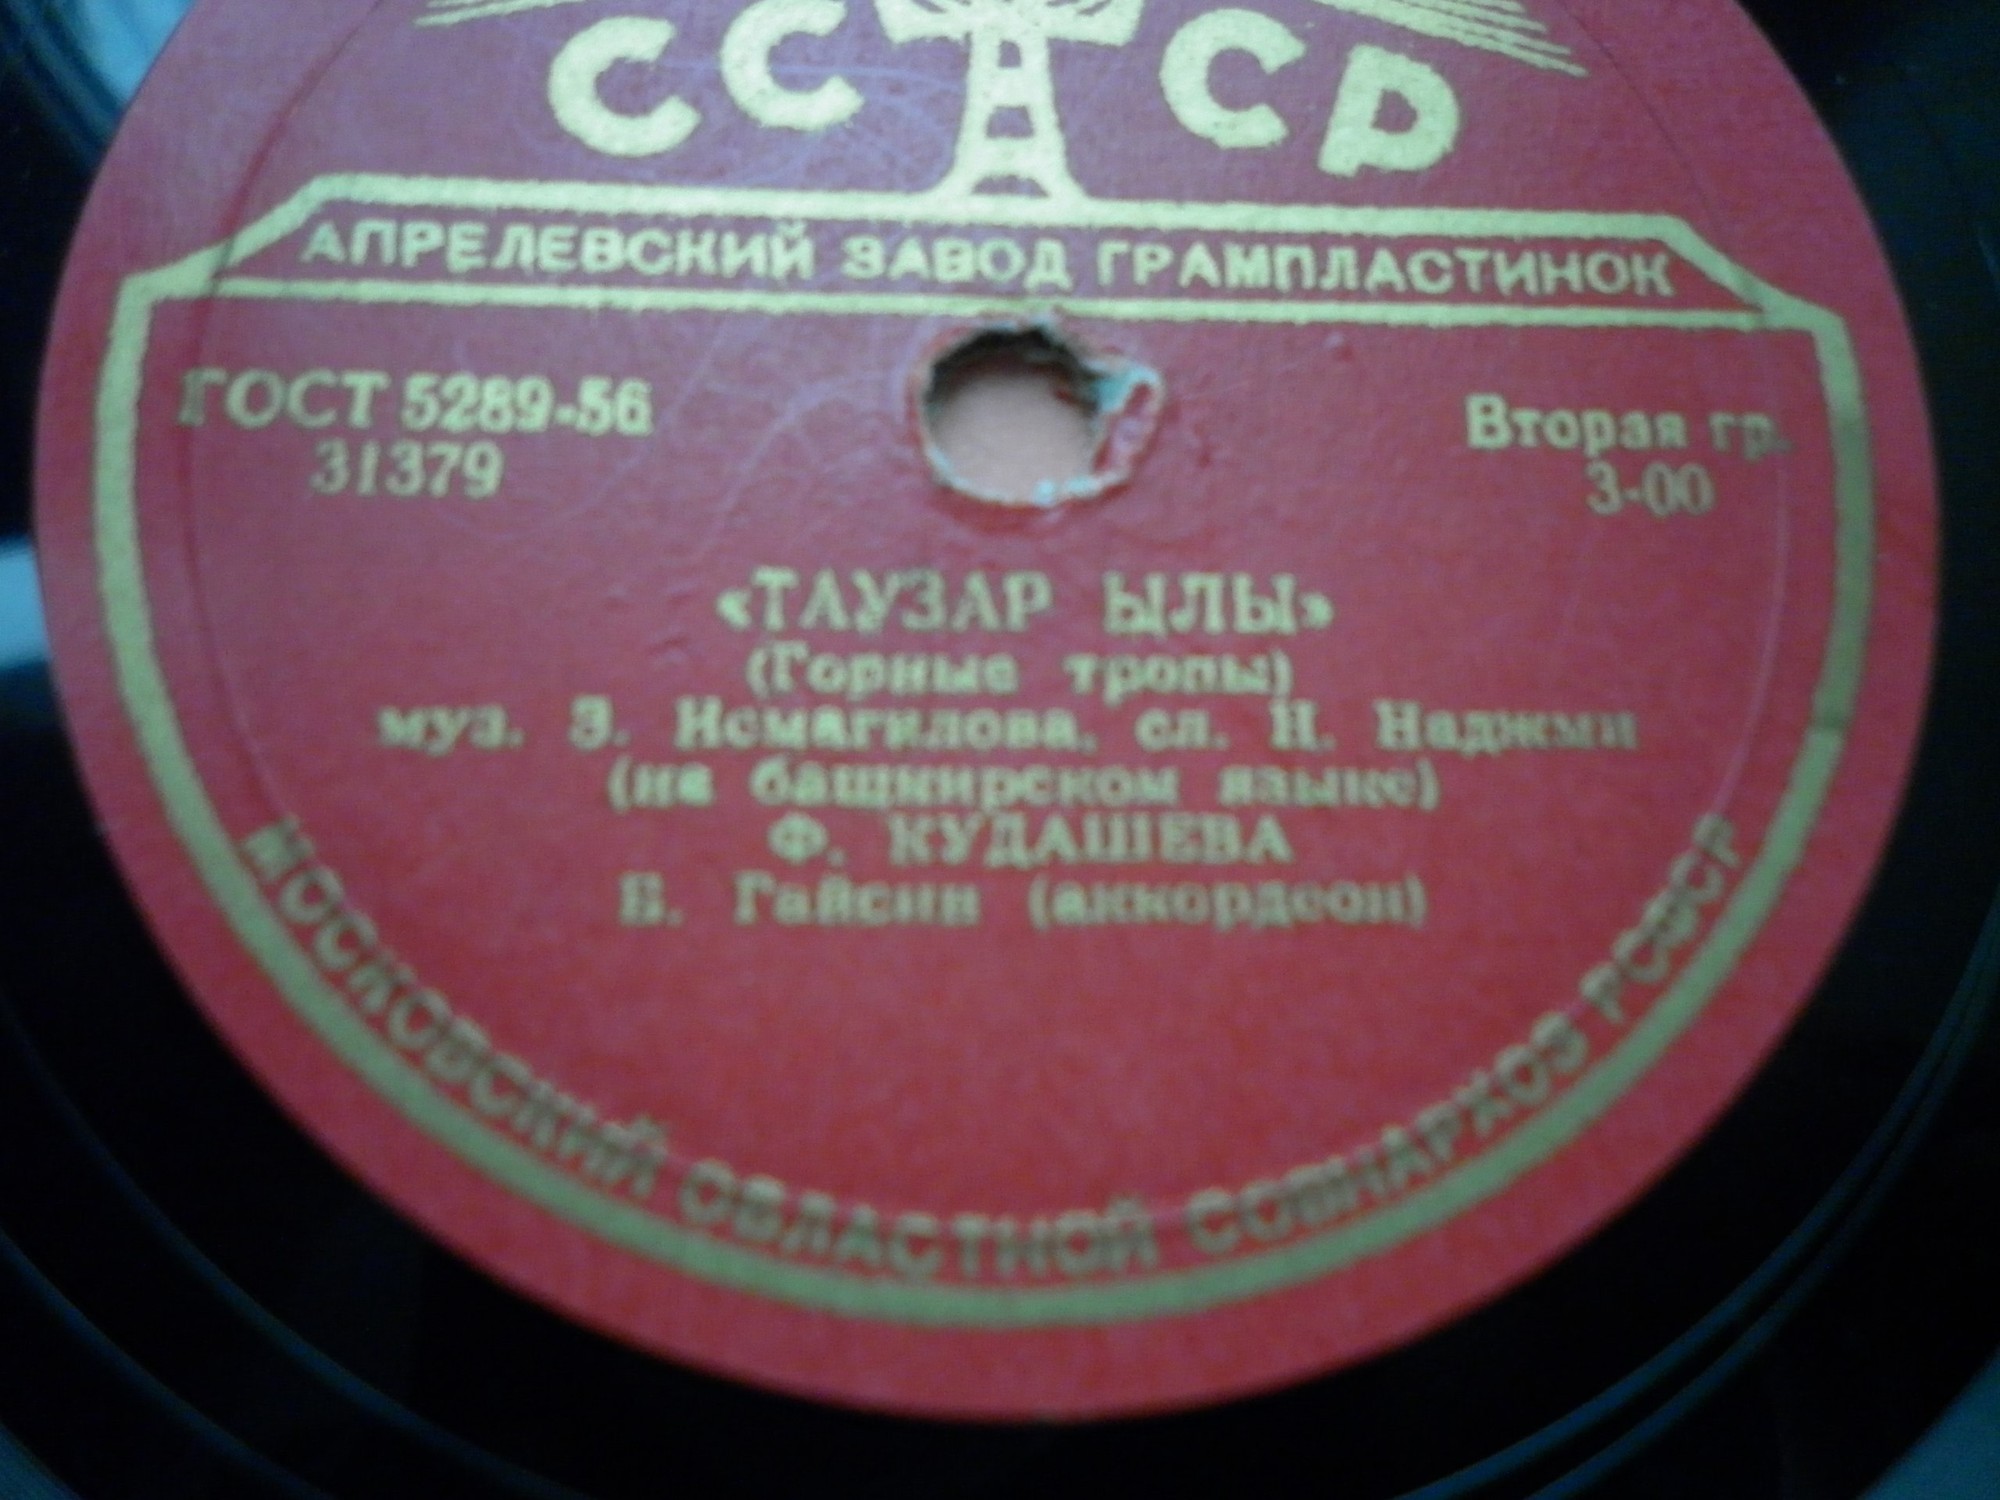 СССР
АПРЕЛЕВСКИЙ ЗАВОД ГРАМПЛАСТИНОК
ГОСТ 5289-56
31379
Вторая гр.
3-00
«ТАУЗАР ЫЛЫ»
(Горные тропы)
муз. З. Исмагилова, сл. Н. Наджми
(на башкирском языке)
Ф. КУДАШЕВА
Б. Гайсин (аккордеон)
МОСКОВСКИЙ ОБЛАСТНОЙ СОВНАРХОЗ РСФСР